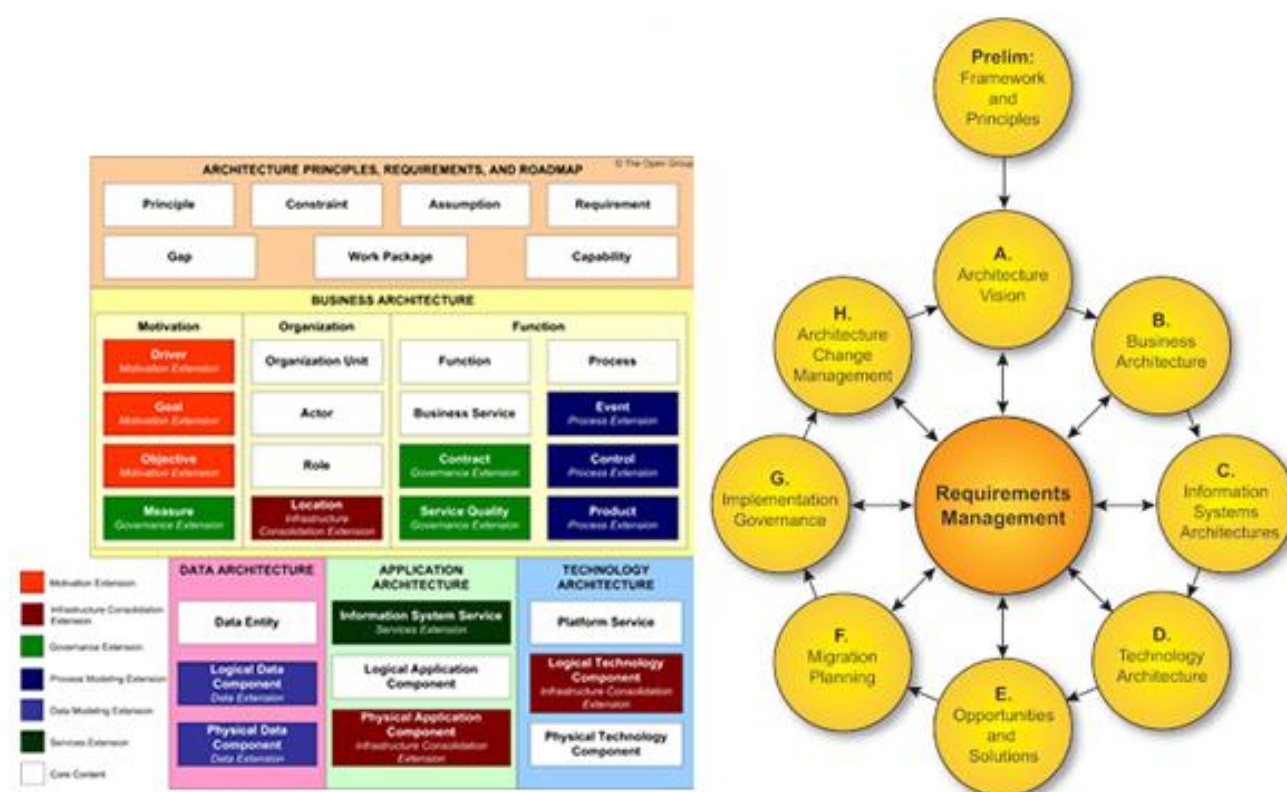 © The Open Group
ARCHITECTURE PRINCIPLES, REQUIREMENTS, AND ROADMAP
Principle
Constraint
Assumption
Requirement
Gap
Work Package
Capability
BUSINESS ARCHITECTURE
Motivation
Organization
Function
Driver
Motivation Extension
Organization Unit
Function
Process
Goal
Motivation Extension
Actor
Business Service
Event
Process Extension
Objective
Motivation Extension
Role
Contract
Governance Extension
Control
Process Extension
Measure
Governance Extension
Location
Infrastructure
Consolidation Extension
Service Quality
Governance Extension
Product
Process Extension
DATA ARCHITECTURE
APPLICATION
ARCHITECTURE
TECHNOLOGY
ARCHITECTURE
Data Entity
Information System Service
Services Extension
Platform Service
Logical Data
Component
Data Extension
Logical Application
Component
Logical Technology
Component
Infrastructure Consolidation
Extension
Physical Data
Component
Data Extension
Physical Application
Component
Infrastructure Consolidation
Extension
Physical Technology
Component
Motivation Extension
Infrastructure Consolidation
Extension
Governance Extension
Process Modeling Extension
Data Modeling Extension
Services Extension
Core Content
Prelim:
Framework
and
Principles
A.
Architecture
Vision
B.
Business
Architecture
C.
Information
Systems
Architectures
D.
Technology
Architecture
E.
Opportunities
and
Solutions
F.
Migration
Planning
G.
Implementation
Governance
H.
Architecture
Change
Management
Requirements
Management